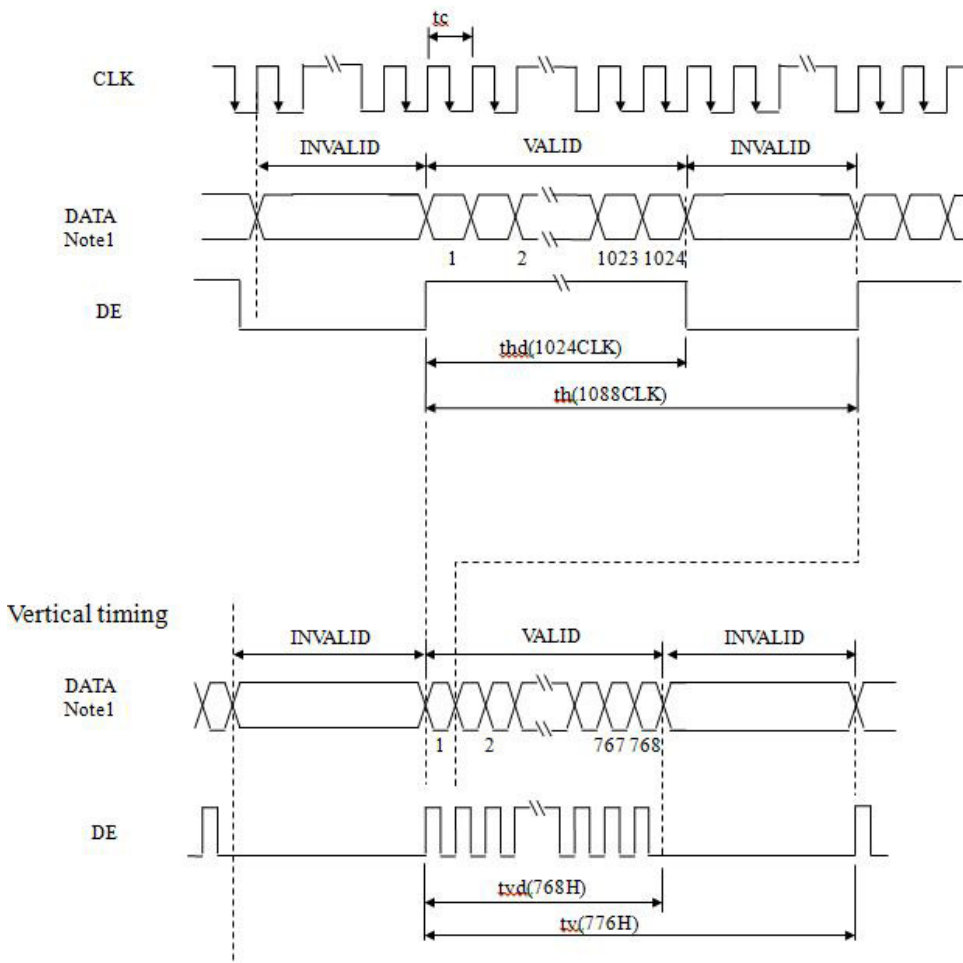 tc
CLK
INVALID VALID INVALID
DATA
Note1
1 2 1023 1024
DE
thd(1024CLK)
th(1088CLK)
Vertical timing
INVALID VALID INVALID
DATA
Note1
1 2 767 768
DE
tvd(768H)
tv(776H)